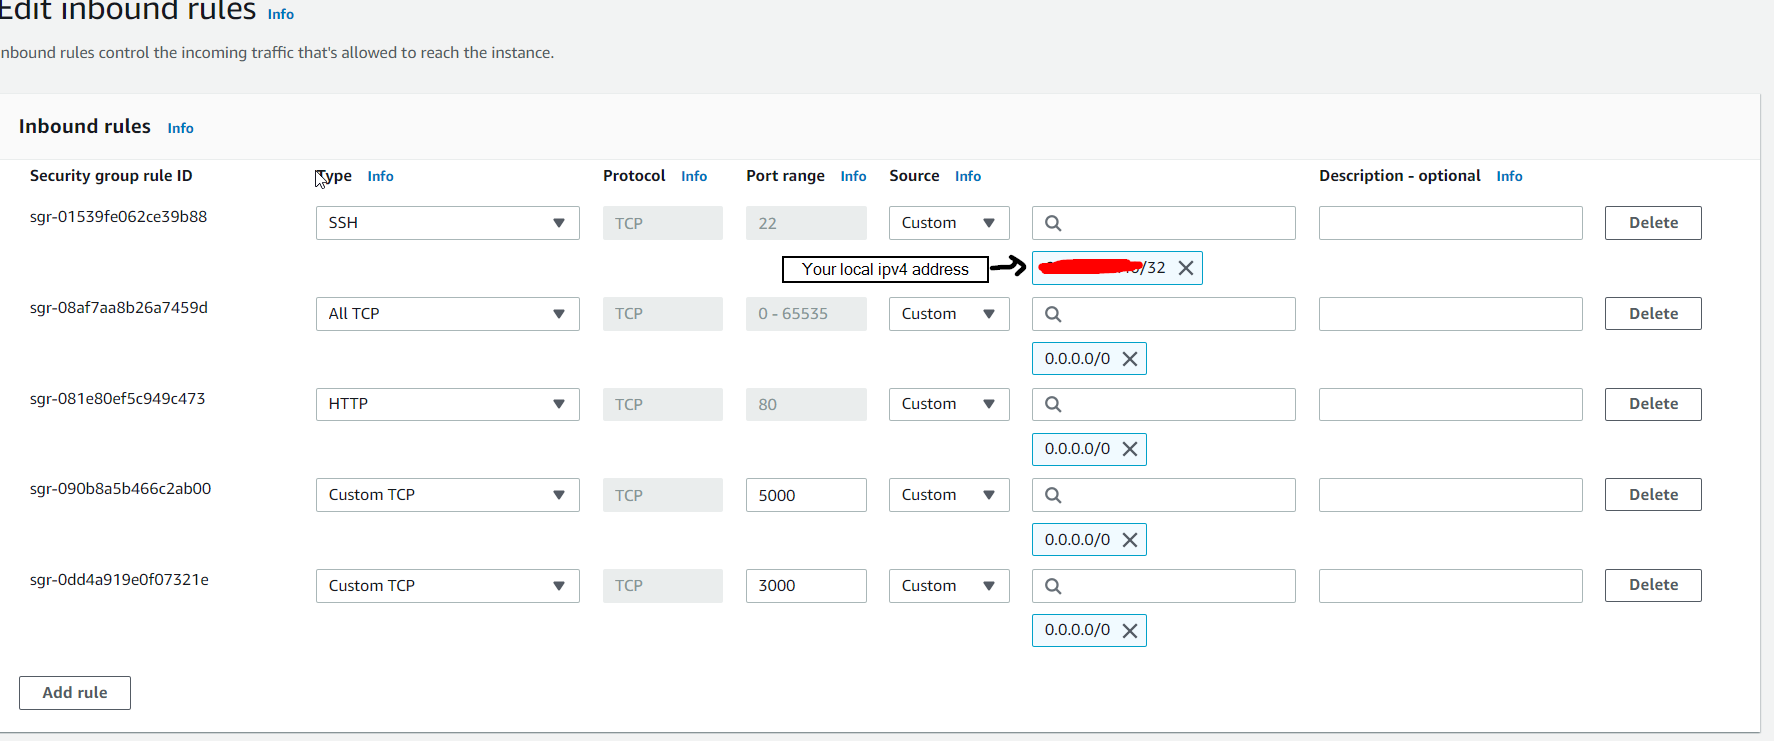 Edit inbound rules Info
nbound rules control the incoming traffic that's allowed to reach the instance.
Inbound rules Info
Security group rule ID Type Info Protocol Info Port range Info Source Info Description - optional Info
sgr-01539fe062ce39b88 SSH TCP 22 Custom Delete
Your local ipv4 address /32
sgr-08af7aa8b26a7459d All TCP TCP 0 - 65535 Custom Delete
0.0.0.0/0
sgr-081e80ef5c949c473 HTTP TCP 80 Custom Delete
0.0.0.0/0
sgr-090b8a5b466c2ab00 Custom TCP TCP 5000 Custom Delete
0.0.0.0/0
sgr-0dd4a919e0f07321e Custom TCP TCP 3000 Custom Delete
0.0.0.0/0
Add rule